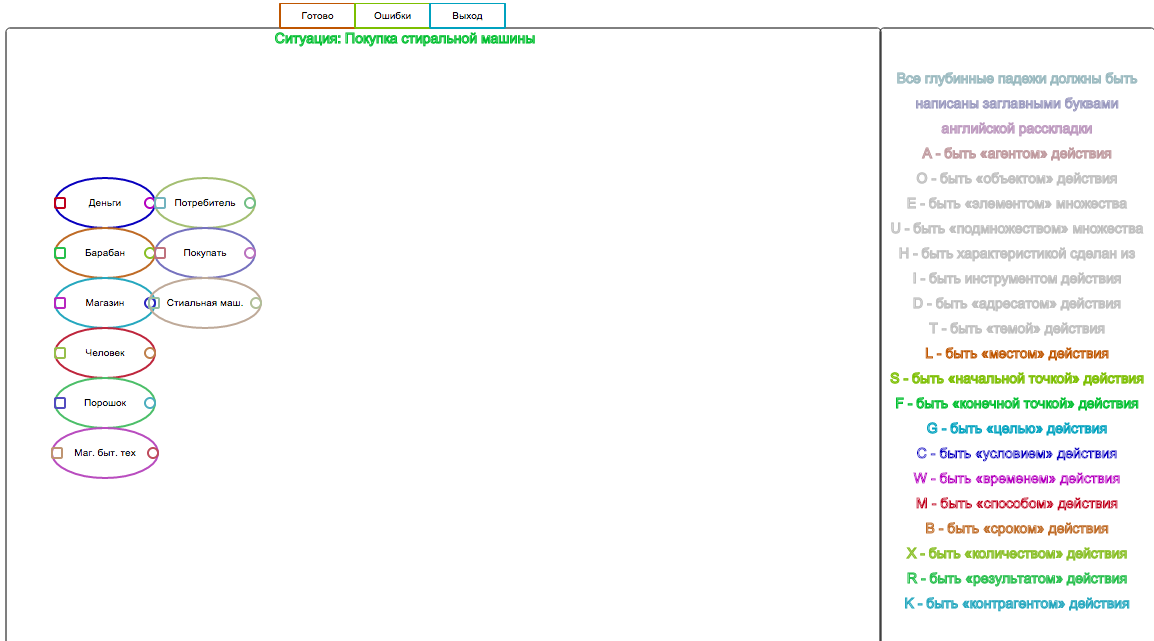 Готово Ошибки Выход
Ситуация: Покупка стиральной машины
Деньги Потребитель
Барабан Покупать
Магазин Стиальная маш.
Человек
Порошок
Маг. быт. тех
Все глубинные падежи должны быть
написаны заглавными буквами
английской расскладки
A - быть «агентом» действия
O - быть «объектом» действия
E - быть «элементом» множества
U - быть «подмножеством» множества
H - быть характеристикой сделан из
I - быть инструментом действия
D - быть «адресатом» действия
T - быть «темой» действия
L - быть «местом» действия
S - быть «начальной точкой» действия
F - быть «конечной точкой» действия
G - быть «целью» действия
C - быть «условием» действия
W - быть «временем» действия
M - быть «способом» действия
B - быть «сроком» действия
X - быть «количеством» действия
R - быть «результатом» действия
K - быть «контрагентом» действия